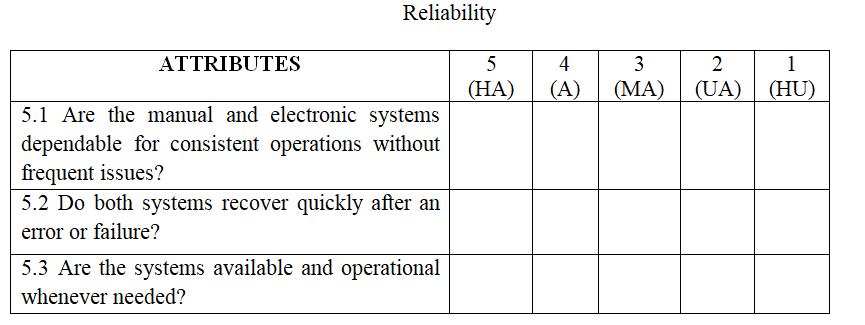 Reliability
ATTRIBUTES 5 4 3 2 1
(HA) (A) (MA) (UA) (HU)
5.1 Are the manual and electronic systems
dependable for consistent operations without
frequent issues?
5.2 Do both systems recover quickly after an
error or failure?
5.3 Are the systems available and operational
whenever needed?